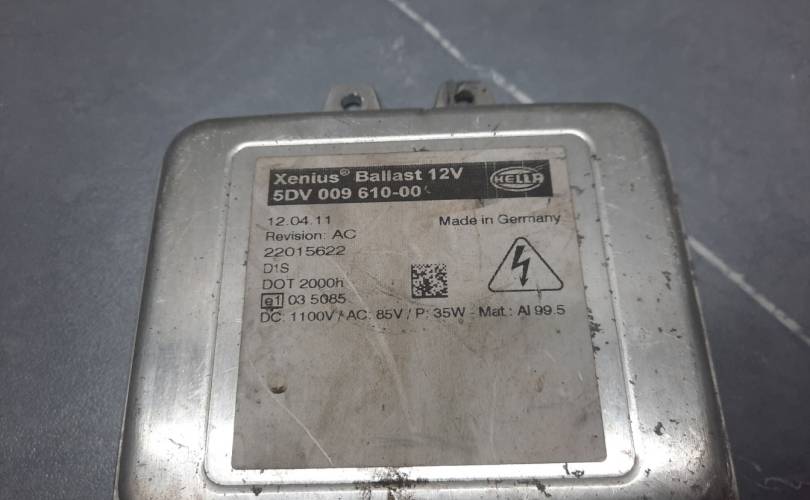 Xenius® Ballast 12V
HELLA
5DV 009 610-00
12.04.11
Made in Germany
Revision: AC
22015622
D1S
DOT 2000h
e1 03 5085
DC: 1100V / AC: 85V / P: 35W - Mat.: Al 99.5